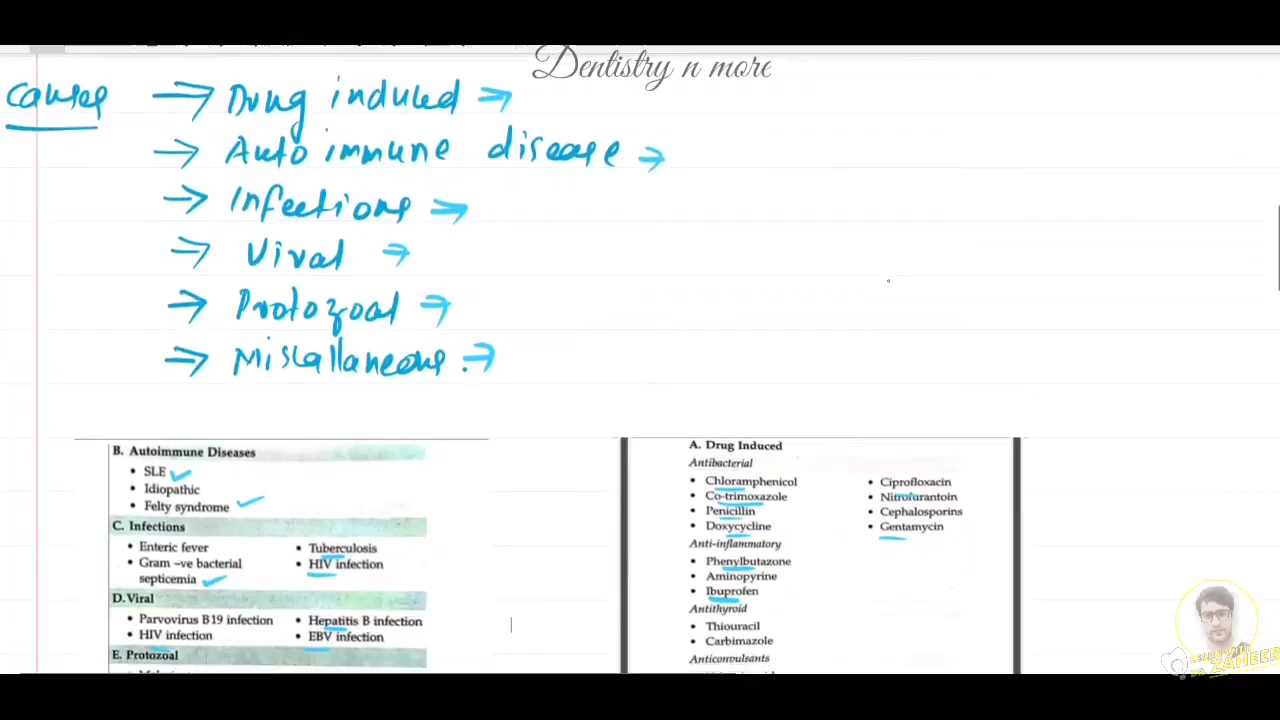 Dentistry n more
Causes → Drug induced →
→ Auto immune disease →
→ Infections →
→ Viral →
→ Protozoal →
→ Miscallaneous . →
B. Autoimmune Diseases
• SLE
• Idiopathic
• Felty syndrome
C. Infections
• Enteric fever
• Gram −ve bacterial
septicemia
• Tuberculosis
• HIV infection
D. Viral
• Parvovirus B19 infection
• HIV infection
• Hepatitis B infection
• EBV infection
E. Protozoal
A. Drug Induced
Antibacterial
• Chloramphenicol
• Co-trimoxazole
• Penicillin
• Doxycycline
• Ciprofloxacin
• Nitrofurantoin
• Cephalosporins
• Gentamycin
Anti-inflammatory
• Phenylbutazone
• Aminopyrine
• Ibuprofen
Antithyroid
• Thiouracil
• Carbimazole
Anticonvulsants
DR. ZAHEER